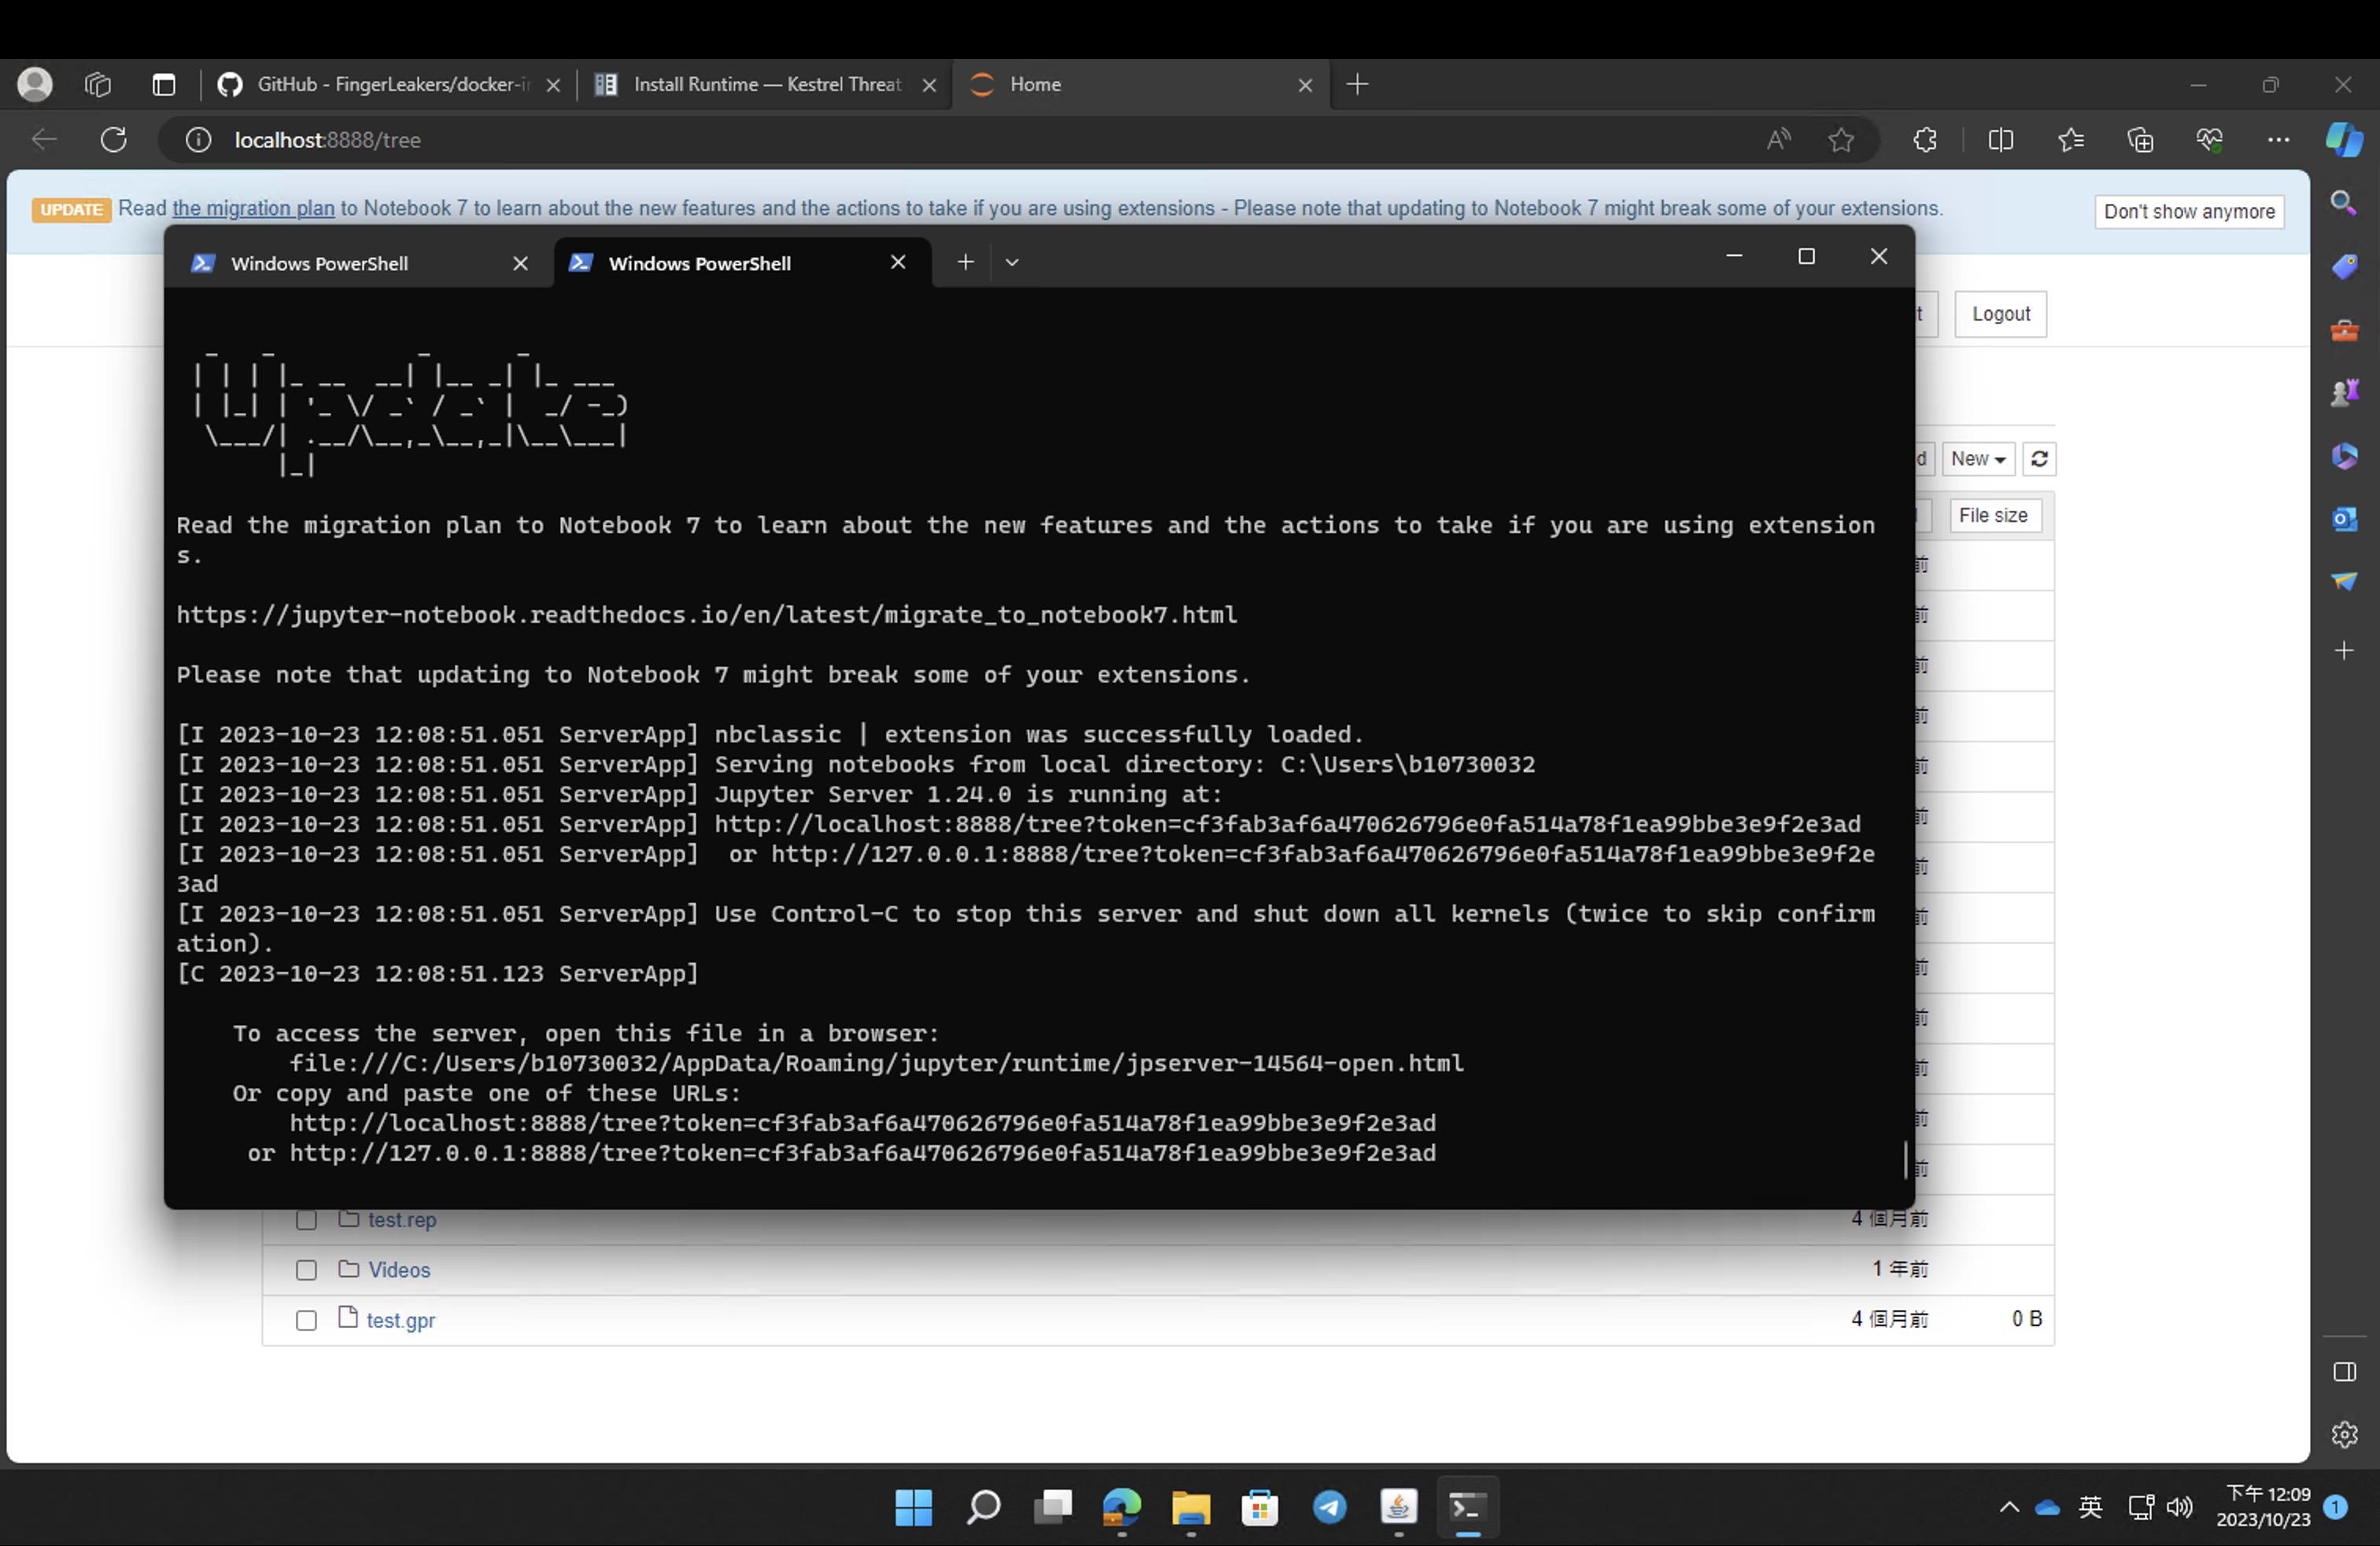 GitHub - FingerLeakers/docker-in
Install Runtime — Kestrel Threat
Home
localhost:8888/tree
UPDATE Read the migration plan to Notebook 7 to learn about the new features and the actions to take if you are using extensions - Please note that updating to Notebook 7 might break some of your extensions.
Don't show anymore
Windows PowerShell
Windows PowerShell
Logout
Update
New
File size
Read the migration plan to Notebook 7 to learn about the new features and the actions to take if you are using extension
s.
https://jupyter-notebook.readthedocs.io/en/latest/migrate_to_notebook7.html
Please note that updating to Notebook 7 might break some of your extensions.
[I 2023-10-23 12:08:51.051 ServerApp] nbclassic | extension was successfully loaded.
[I 2023-10-23 12:08:51.051 ServerApp] Serving notebooks from local directory: C:\Users\b10730032
[I 2023-10-23 12:08:51.051 ServerApp] Jupyter Server 1.24.0 is running at:
[I 2023-10-23 12:08:51.051 ServerApp] http://localhost:8888/tree?token=cf3fab3af6a470626796e0fa514a78f1ea99bbe3e9f2e3ad
[I 2023-10-23 12:08:51.051 ServerApp]  or http://127.0.0.1:8888/tree?token=cf3fab3af6a470626796e0fa514a78f1ea99bbe3e9f2e
3ad
[I 2023-10-23 12:08:51.051 ServerApp] Use Control-C to stop this server and shut down all kernels (twice to skip confirm
ation).
[C 2023-10-23 12:08:51.123 ServerApp]
To access the server, open this file in a browser:
file:///C:/Users/b10730032/AppData/Roaming/jupyter/runtime/jpserver-14564-open.html
Or copy and paste one of these URLs:
http://localhost:8888/tree?token=cf3fab3af6a470626796e0fa514a78f1ea99bbe3e9f2e3ad
or http://127.0.0.1:8888/tree?token=cf3fab3af6a470626796e0fa514a78f1ea99bbe3e9f2e3ad
test.rep 4 個月前
Videos 1 年前
test.gpr 4 個月前 0 B
英
下午 12:09
2023/10/23
1